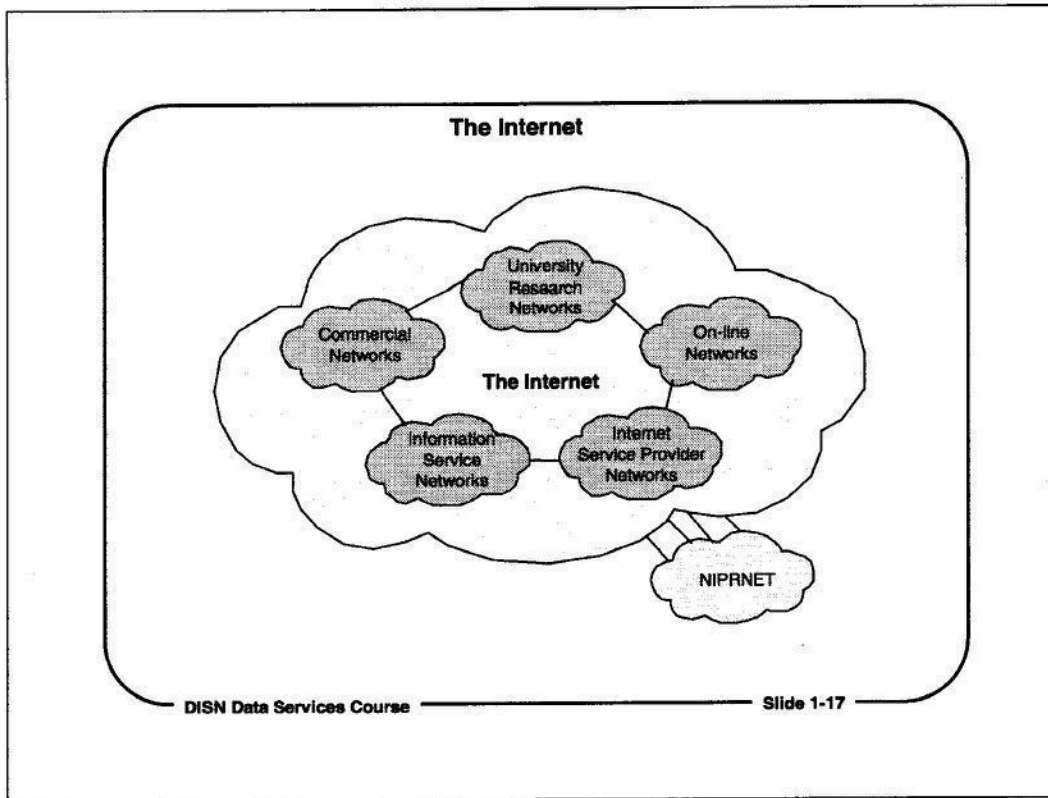 The Internet
University
Research
Networks
Commercial
Networks
On-line
Networks
The Internet
Information
Service
Networks
Internet
Service Provider
Networks
NIPRNET
DISN Data Services Course
Slide 1-17